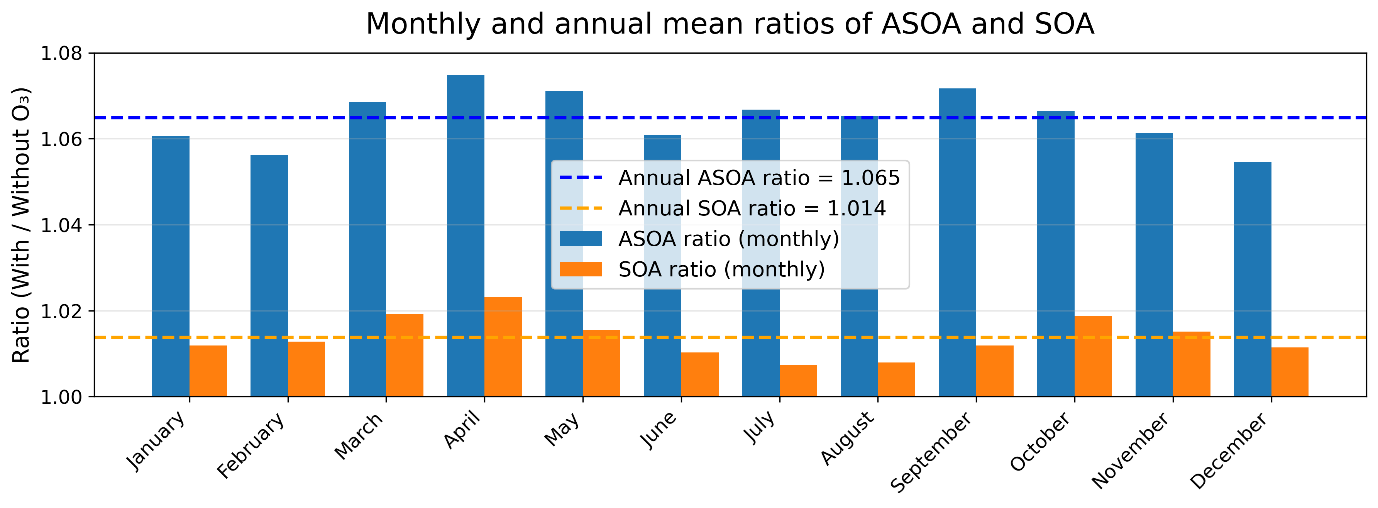 Monthly and annual mean ratios of ASOA and SOA
Ratio (With / Without O₃)
1.08
1.06
1.04
1.02
1.00
Annual ASOA ratio = 1.065
Annual SOA ratio = 1.014
ASOA ratio (monthly)
SOA ratio (monthly)
January
February
March
April
May
June
July
August
September
October
November
December